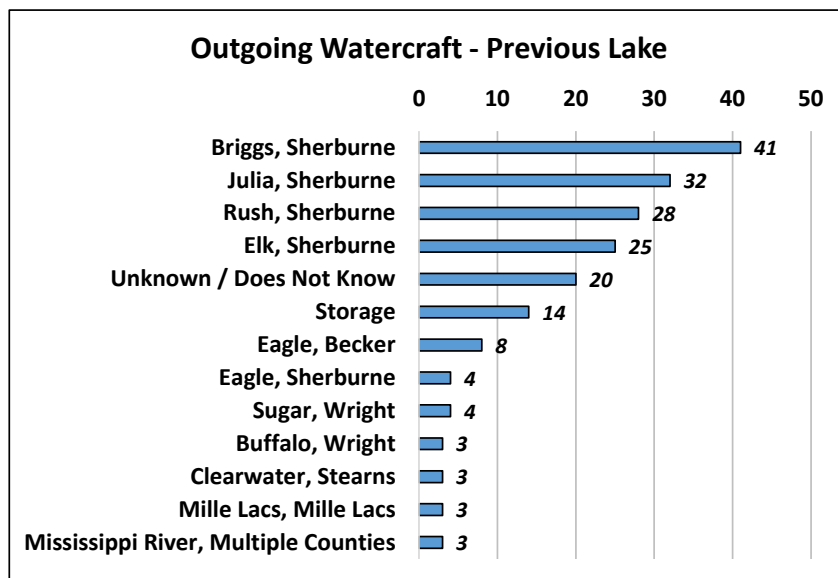 Outgoing Watercraft - Previous Lake
0 10 20 30 40 50
Briggs, Sherburne 41
Julia, Sherburne 32
Rush, Sherburne 28
Elk, Sherburne 25
Unknown / Does Not Know 20
Storage 14
Eagle, Becker 8
Eagle, Sherburne 4
Sugar, Wright 4
Buffalo, Wright 3
Clearwater, Stearns 3
Mille Lacs, Mille Lacs 3
Mississippi River, Multiple Counties 3